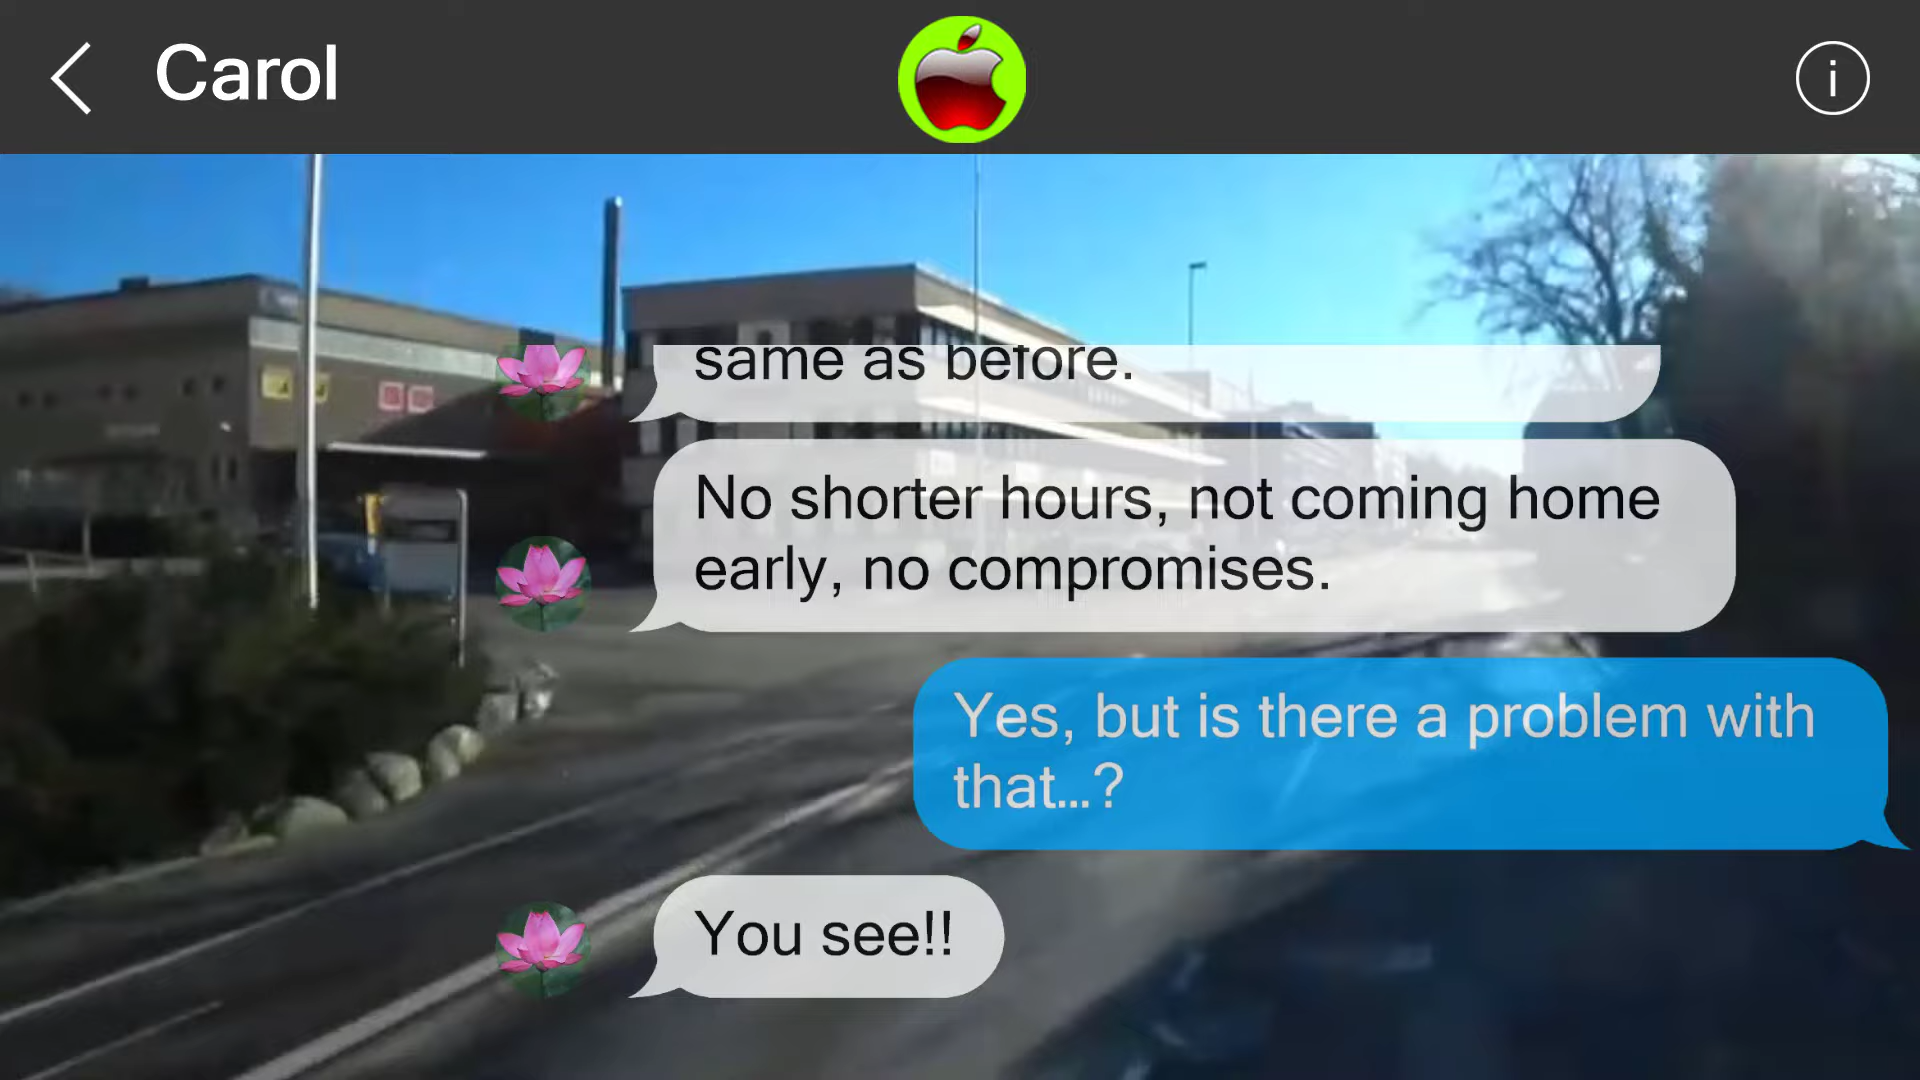 Carol
same as before.
No shorter hours, not coming home
early, no compromises.
Yes, but is there a problem with
that...?
You see!!